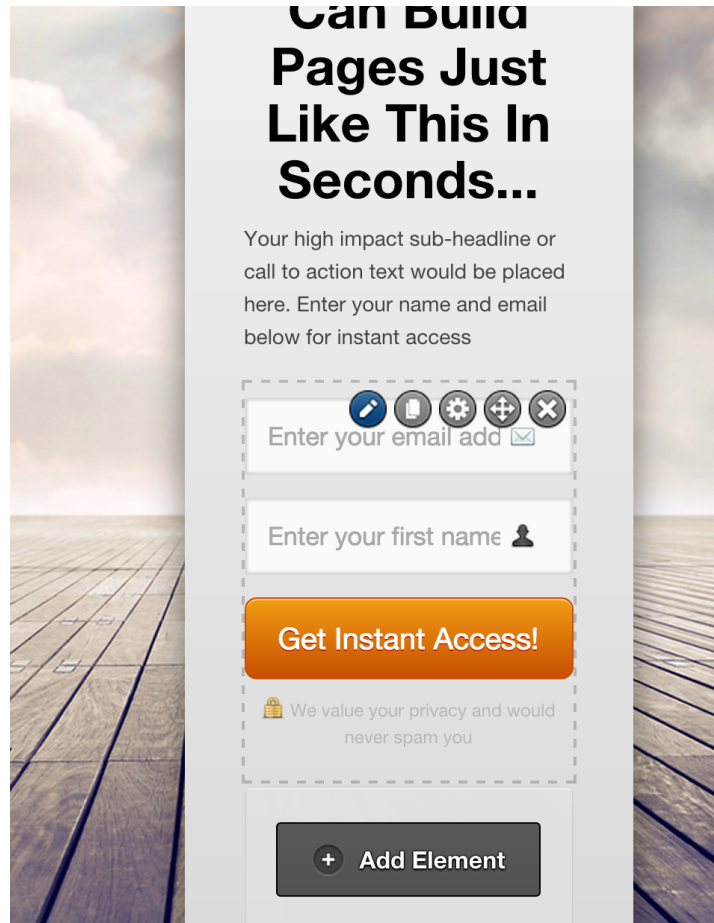 Can Build
Pages Just
Like This In
Seconds...
Your high impact sub-headline or
call to action text would be placed
here. Enter your name and email
below for instant access
Enter your email add
Enter your first name
Get Instant Access!
We value your privacy and would
never spam you
Add Element